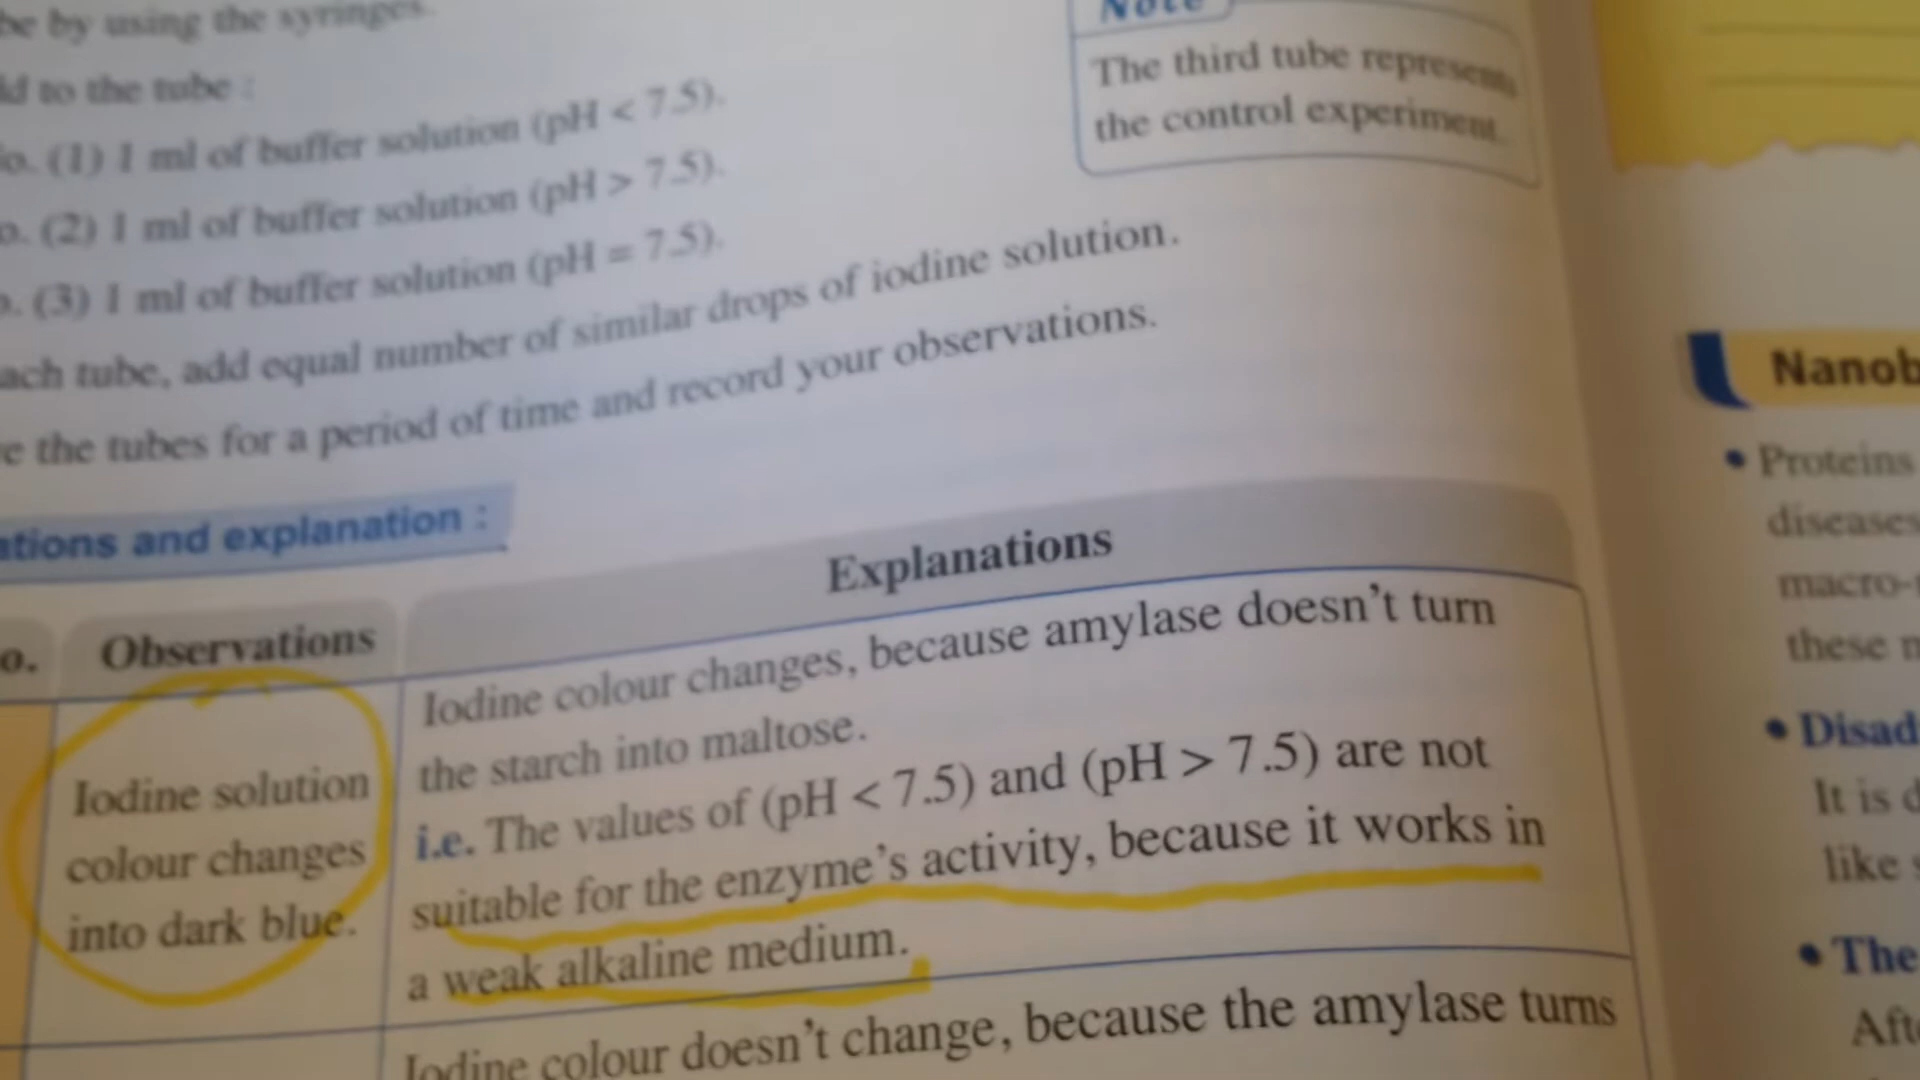 be by using the syringes.
dd to the tube :
o. (1) 1 ml of buffer solution (pH < 7.5).
o. (2) 1 ml of buffer solution (pH > 7.5).
o. (3) 1 ml of buffer solution (pH = 7.5).
ach tube, add equal number of similar drops of iodine solution.
e the tubes for a period of time and record your observations.
Note
The third tube represents
the control experiment.
ations and explanation :
o.
Observations
Explanations
Iodine solution
colour changes
into dark blue.
Iodine colour changes, because amylase doesn't turn
the starch into maltose.
i.e. The values of (pH < 7.5) and (pH > 7.5) are not
suitable for the enzyme's activity, because it works in
a weak alkaline medium.
Iodine colour doesn't change, because the amylase turns
Nanob
• Proteins
diseases
macro-
these
• Disad
It is
like
• The
Afte